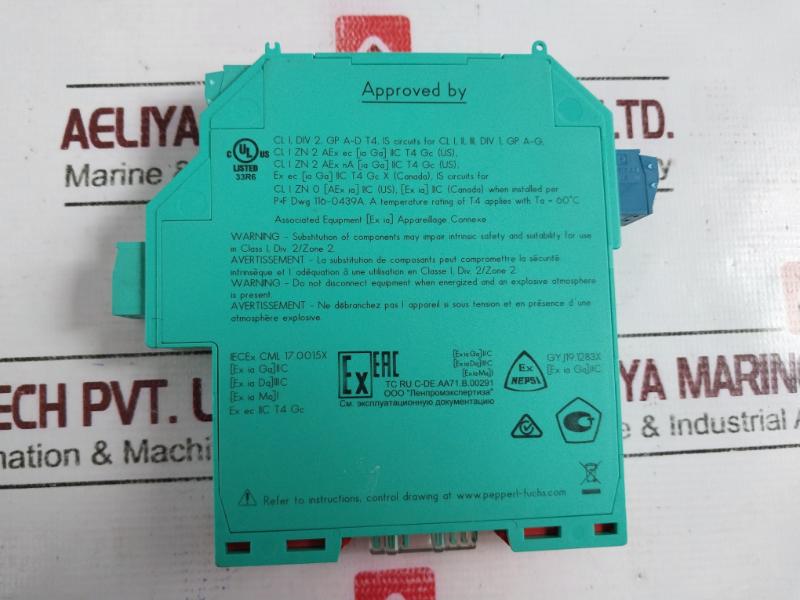 AELIYA LTD.
Marine &
Approved by
CL I, DIV 2, GP A-D T4, IS circuits for CL I, II, III, DIV 1, GP A-G,
CL I ZN 2 AEx ec [ia Ga] IIC T4 Gc (US),
CL I ZN 2 AEx nA [ia Ga] IIC T4 Gc (US),
Ex ec [ia Ga] IIC T4 Gc X (Canada), IS circuits for
CL I ZN 0 [AEx ia] IIC (US), [Ex ia] IIC (Canada) when installed per
P+F Dwg 116-0439A. A temperature rating of T4 applies with Ta = 60°C
C UL US
LISTED
33R6
Associated Equipment [Ex ia] Appareillage Connexe
WARNING - Substitution of components may impair intrinsic safety and suitability for use
in Class I, Div. 2/Zone 2.
AVERTISSEMENT - La substitution de composants peut compromettre la sécurité
intrinsèque et l adéquation à une utilisation en Classe I, Div. 2/Zone 2.
WARNING - Do not disconnect equipment when energized and an explosive atmosphere
is present.
AVERTISSEMENT - Ne débranchez pas l appareil si sous tension et en présence d une
atmosphère explosive.
IECEx CML 17.0015X
[Ex ia Ga] IIC
[Ex ia Da] IIIC
[Ex ia Ma] I
Ex ec IIC T4 Gc
Ex EAC
[Ex ia Ga] IIC
[Ex ia Da] IIIC
[Ex ia Ma] I
TC RU C-DE.AA71.B.00291
ООО "Ленпромэкспертиза"
См. эксплуатационную документацию
Ex
NEPSI
GYJ19.1283X
[Ex ia Ga] IIC
Refer to instructions, control drawing at www.pepperl-fuchs.com
TECH PVT.
YA MARIN
mation & Machin
e & Industrial A